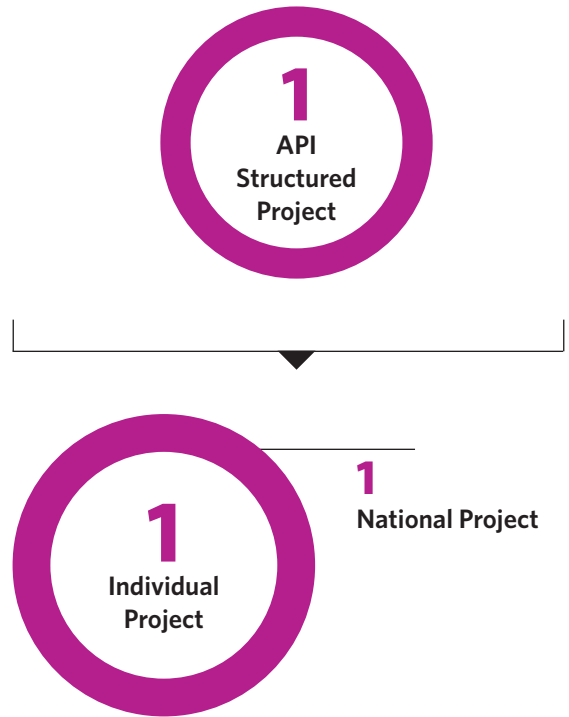 1
API
Structured
Project
1
Individual
Project
1
National Project